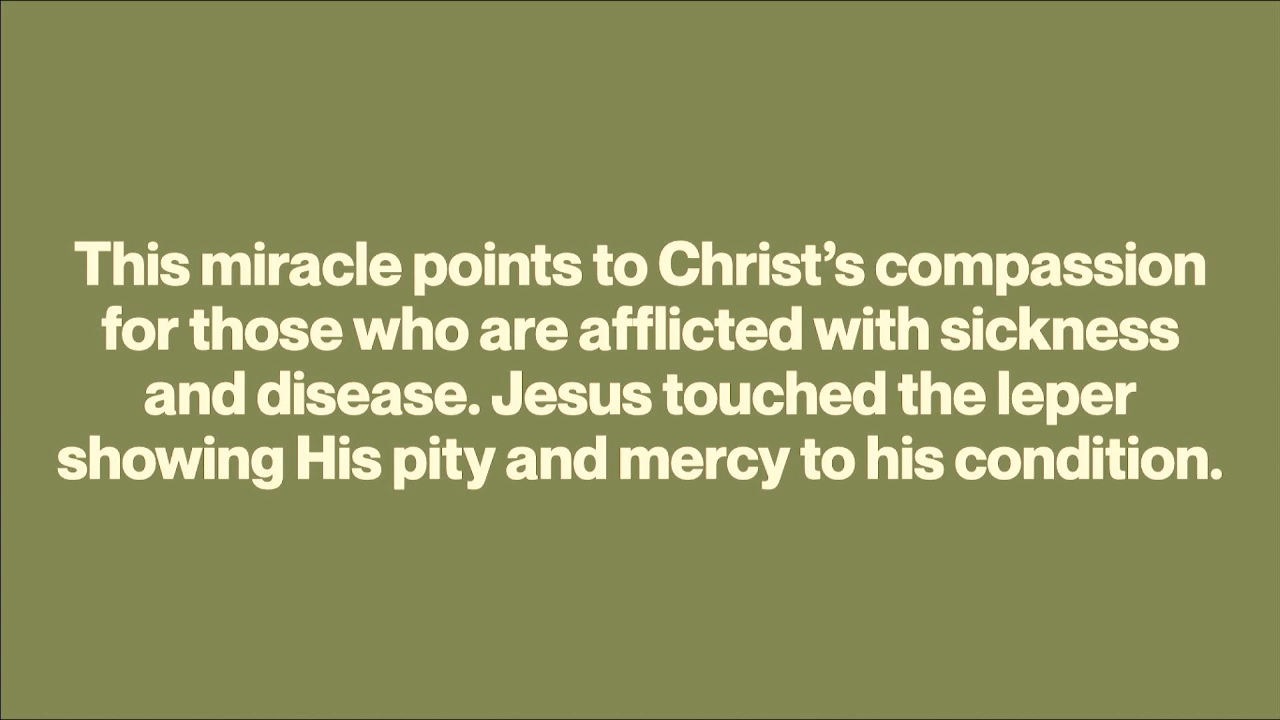 This miracle points to Christ’s compassion
for those who are afflicted with sickness
and disease. Jesus touched the leper
showing His pity and mercy to his condition.